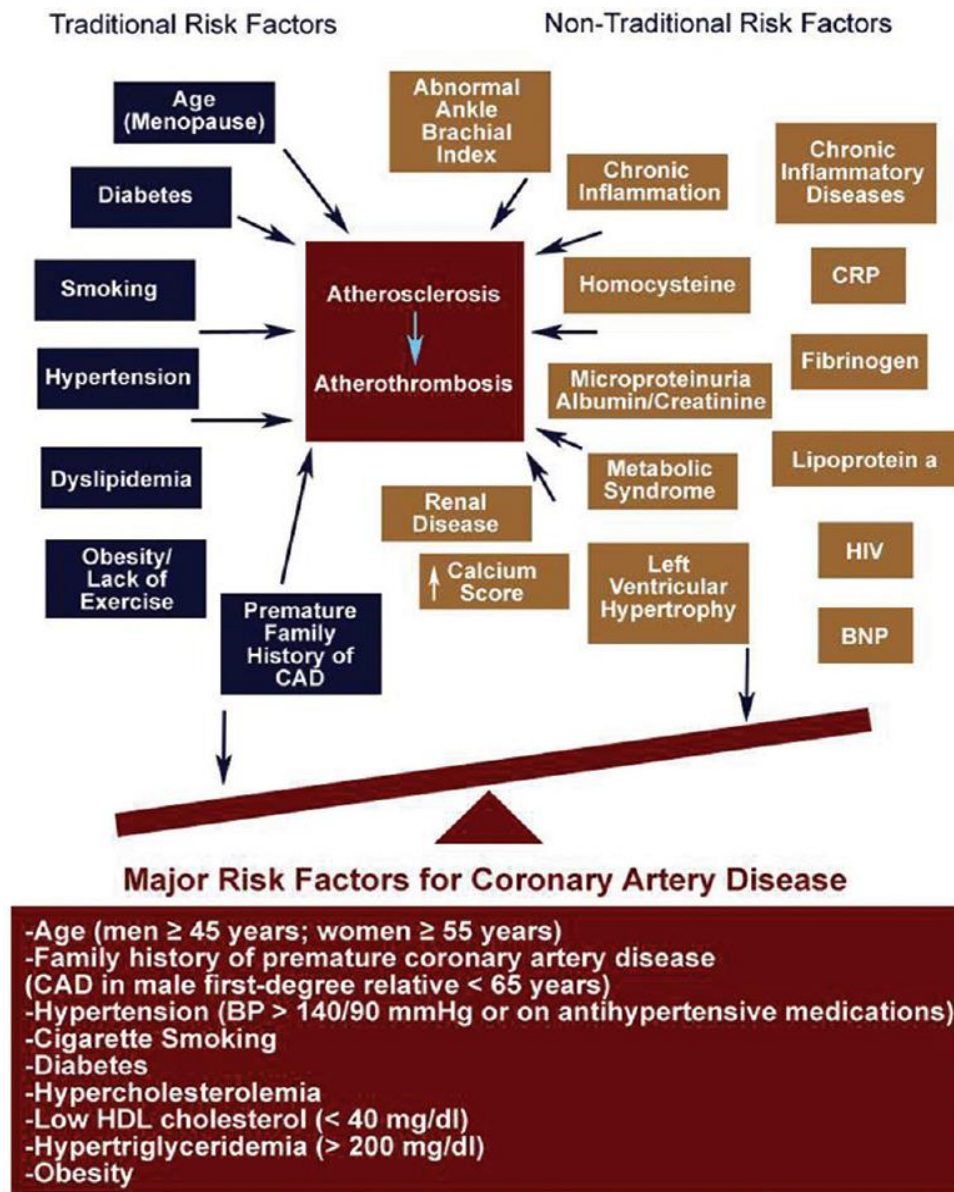 Traditional Risk Factors
Non-Traditional Risk Factors
Age
(Menopause)
Diabetes
Smoking
Hypertension
Dyslipidemia
Obesity/
Lack of
Exercise
Premature
Family
History of
CAD
Atherosclerosis
Atherothrombosis
Abnormal
Ankle
Brachial
Index
Chronic
Inflammation
Homocysteine
Microproteinuria
Albumin/Creatinine
Metabolic
Syndrome
Renal
Disease
↑ Calcium
Score
Left
Ventricular
Hypertrophy
Chronic
Inflammatory
Diseases
CRP
Fibrinogen
Lipoprotein a
HIV
BNP
Major Risk Factors for Coronary Artery Disease
-Age (men ≥ 45 years; women ≥ 55 years)
-Family history of premature coronary artery disease
(CAD in male first-degree relative < 65 years)
-Hypertension (BP > 140/90 mmHg or on antihypertensive medications)
-Cigarette Smoking
-Diabetes
-Hypercholesterolemia
-Low HDL cholesterol (< 40 mg/dl)
-Hypertriglyceridemia (> 200 mg/dl)
-Obesity